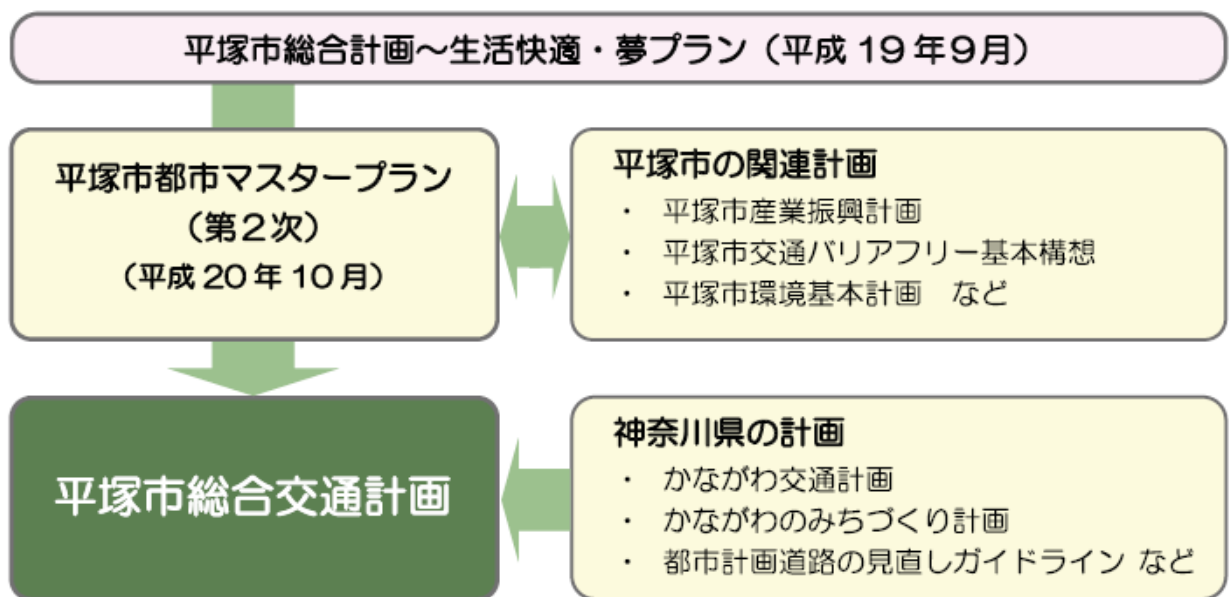 平塚市総合計画～生活快適・夢プラン（平成19年9月）
平塚市都市マスタープラン
（第2次）
（平成20年10月）
平塚市の関連計画
・ 平塚市産業振興計画
・ 平塚市交通バリアフリー基本構想
・ 平塚市環境基本計画　など
平塚市総合交通計画
神奈川県の計画
・ かながわ交通計画
・ かながわのみちづくり計画
・ 都市計画道路の見直しガイドライン など